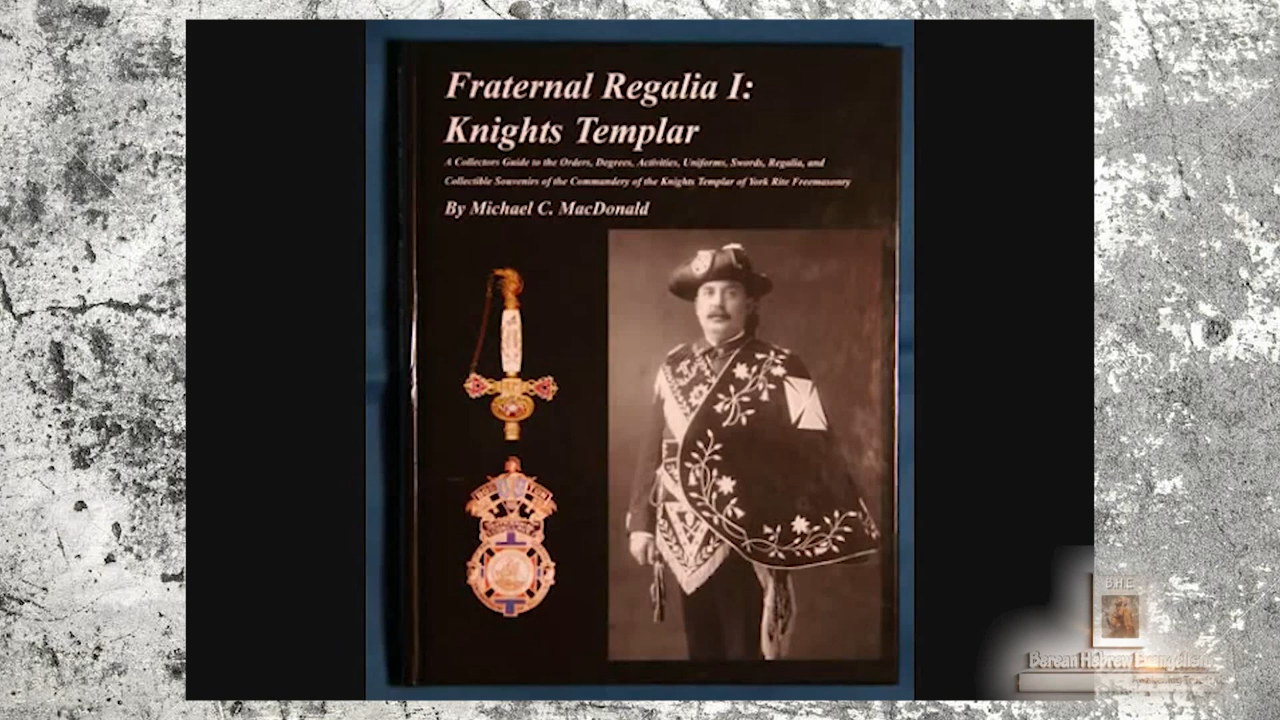 Fraternal Regalia I:
Knights Templar
A Collectors Guide to the Orders, Degrees, Activities, Uniforms, Swords, Regalia, and
Collectible Souvenirs of the Commandery of the Knights Templar of York Rite Freemasonry
By Michael C. MacDonald
B.H.E
Berean Hebrew Evangelism